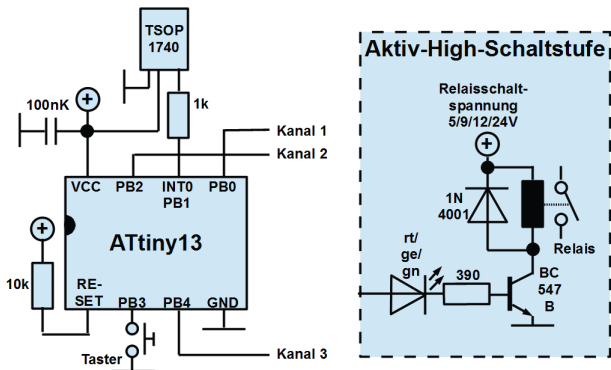 TSOP
1740
100nK
+
1k
Kanal 1
Kanal 2
VCC
PB2
INT0
PB1
PB0
ATtiny13
+
10k
RE-
SET
PB3
PB4
GND
Taster
Kanal 3
Aktiv-High-Schaltstufe
Relaisschalt-
spannung
5/9/12/24V
+
1N
4001
Relais
rt/
ge/
gn
390
BC
547
B